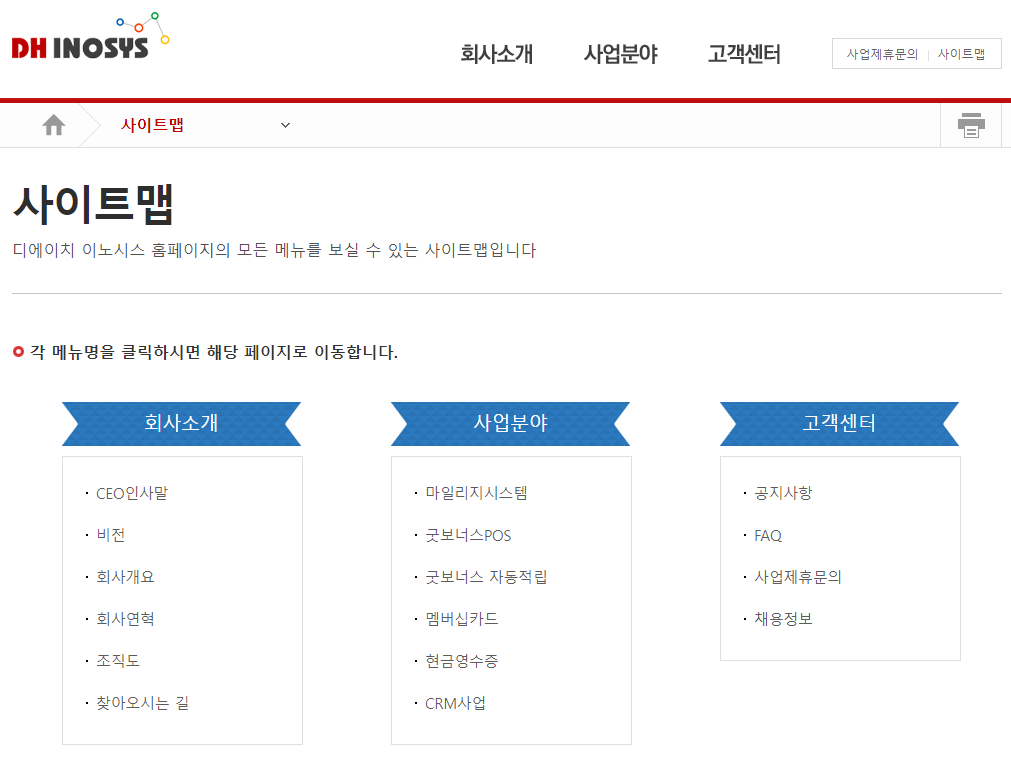 DH INOSYS
회사소개 사업분야 고객센터
사업제휴문의 사이트맵
사이트맵
사이트맵
디에이치 이노시스 홈페이지의 모든 메뉴를 보실 수 있는 사이트맵입니다
각 메뉴명을 클릭하시면 해당 페이지로 이동합니다.
회사소개
CEO인사말
비전
회사개요
회사연혁
조직도
찾아오시는 길
사업분야
마일리지시스템
굿보너스POS
굿보너스 자동적립
멤버십카드
현금영수증
CRM사업
고객센터
공지사항
FAQ
사업제휴문의
채용정보